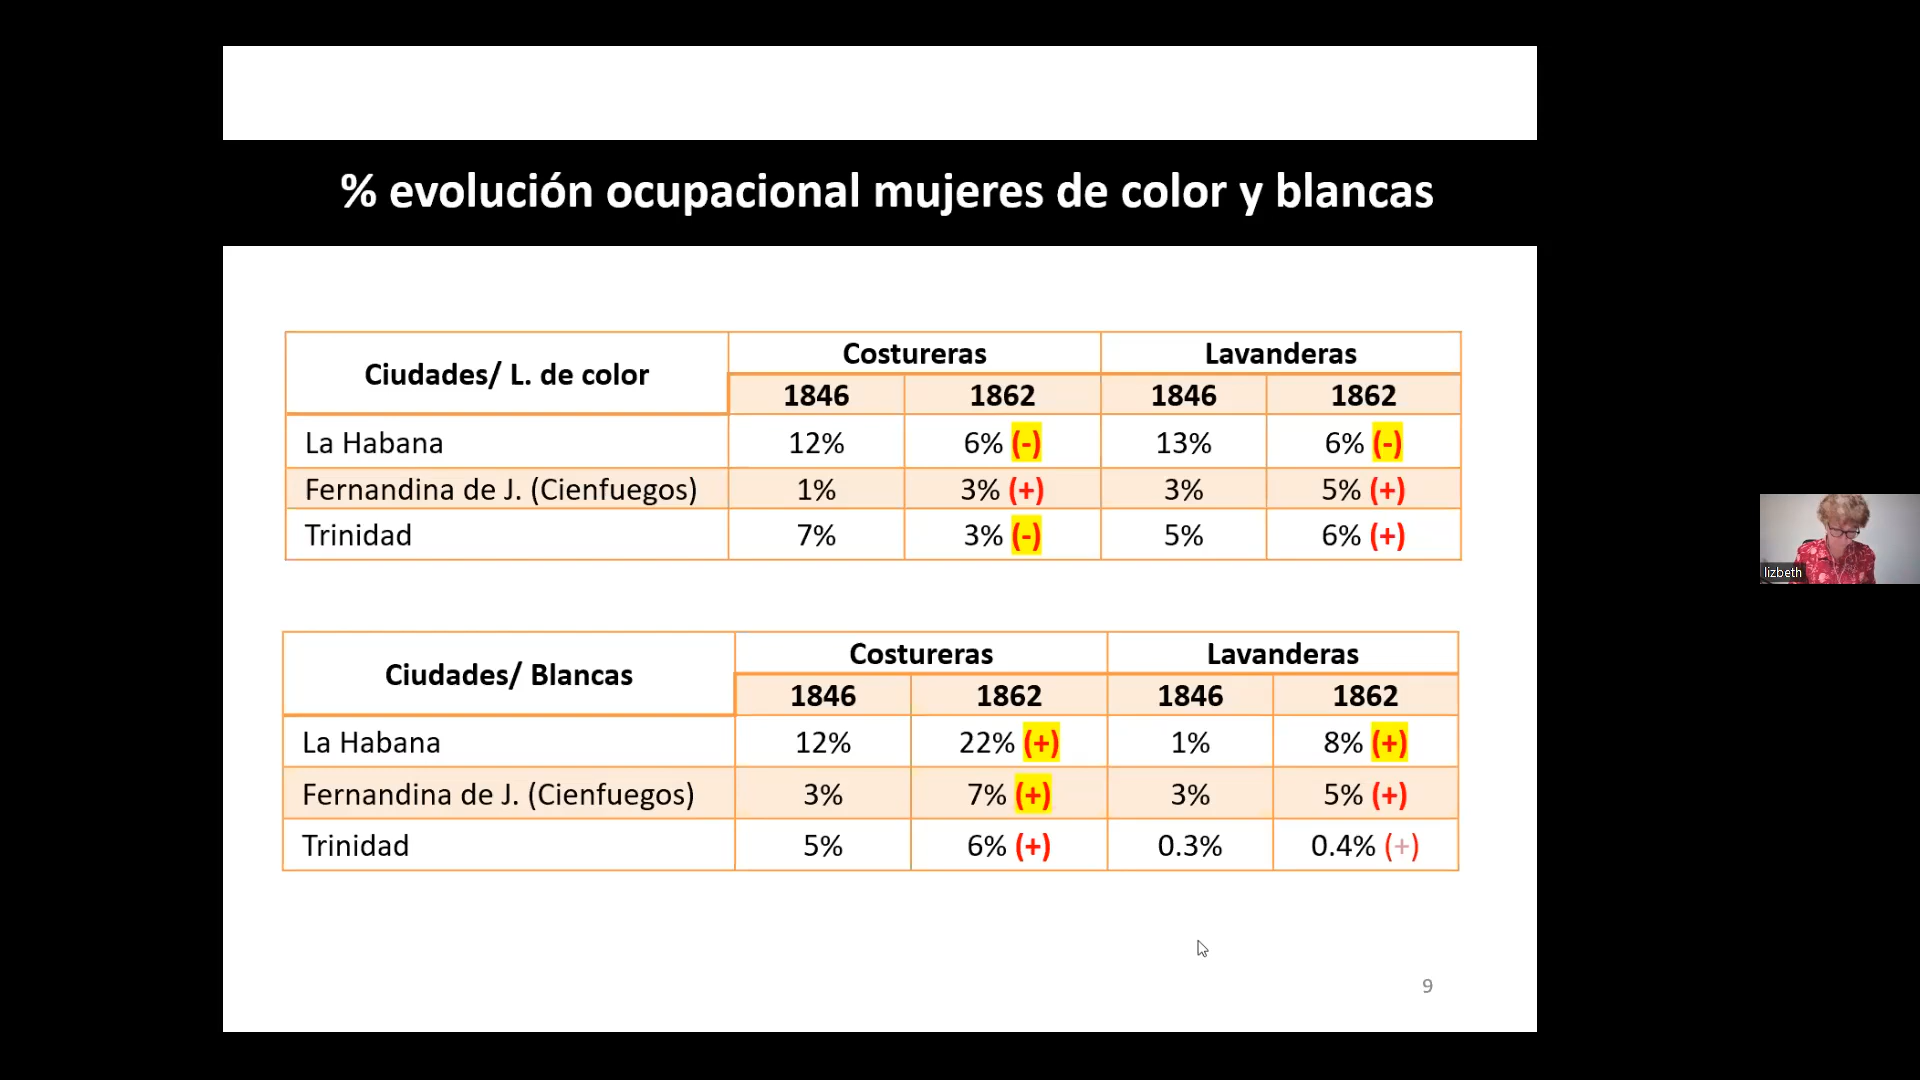 % evolución ocupacional mujeres de color y blancas
Ciudades/ L. de color Costureras Lavanderas
1846 1862 1846 1862
La Habana 12% 6% (-) 13% 6% (-)
Fernandina de J. (Cienfuegos) 1% 3% (+) 3% 5% (+)
Trinidad 7% 3% (-) 5% 6% (+)
Ciudades/ Blancas Costureras Lavanderas
1846 1862 1846 1862
La Habana 12% 22% (+) 1% 8% (+)
Fernandina de J. (Cienfuegos) 3% 7% (+) 3% 5% (+)
Trinidad 5% 6% (+) 0.3% 0.4% (+)
9
lizbeth